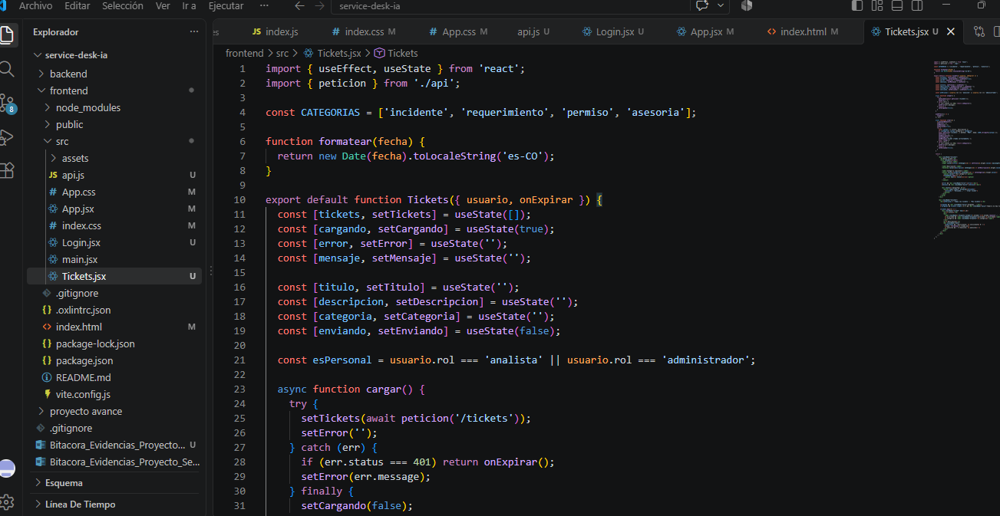 Archivo Editar Selección Ver Ir a Ejecutar ··· service-desk-ia
Explorador ···
service-desk-ia
backend
frontend
node_modules
public
src
assets
JS api.js U
# App.css M
App.jsx M
# index.css M
Login.jsx U
main.jsx
Tickets.jsx U
.gitignore
{} .oxlintrc.json
<> index.html M
{} package-lock.json
{} package.json
README.md
vite.config.js
proyecto avance
.gitignore
Bitacora_Evidencias_Proyecto... U
Bitacora_Evidencias_Proyecto_Se...
Esquema
Línea De Tiempo
8
es JS index.js # index.css M # App.css M api.js U Login.jsx U App.jsx M <> index.html M Tickets.jsx U
frontend > src > Tickets.jsx > Tickets
1 import { useEffect, useState } from 'react';
2 import { peticion } from './api';
3
4 const CATEGORIAS = ['incidente', 'requerimiento', 'permiso', 'asesoria'];
5
6 function formatear(fecha) {
7 return new Date(fecha).toLocaleString('es-CO');
8 }
9
10 export default function Tickets({ usuario, onExpirar }) {
11 const [tickets, setTickets] = useState([]);
12 const [cargando, setCargando] = useState(true);
13 const [error, setError] = useState('');
14 const [mensaje, setMensaje] = useState('');
15
16 const [titulo, setTitulo] = useState('');
17 const [descripcion, setDescripcion] = useState('');
18 const [categoria, setCategoria] = useState('');
19 const [enviando, setEnviando] = useState(false);
20
21 const esPersonal = usuario.rol === 'analista' || usuario.rol === 'administrador';
22
23 async function cargar() {
24 try {
25 setTickets(await peticion('/tickets'));
26 setError('');
27 } catch (err) {
28 if (err.status === 401) return onExpirar();
29 setError(err.message);
30 } finally {
31 setCargando(false);